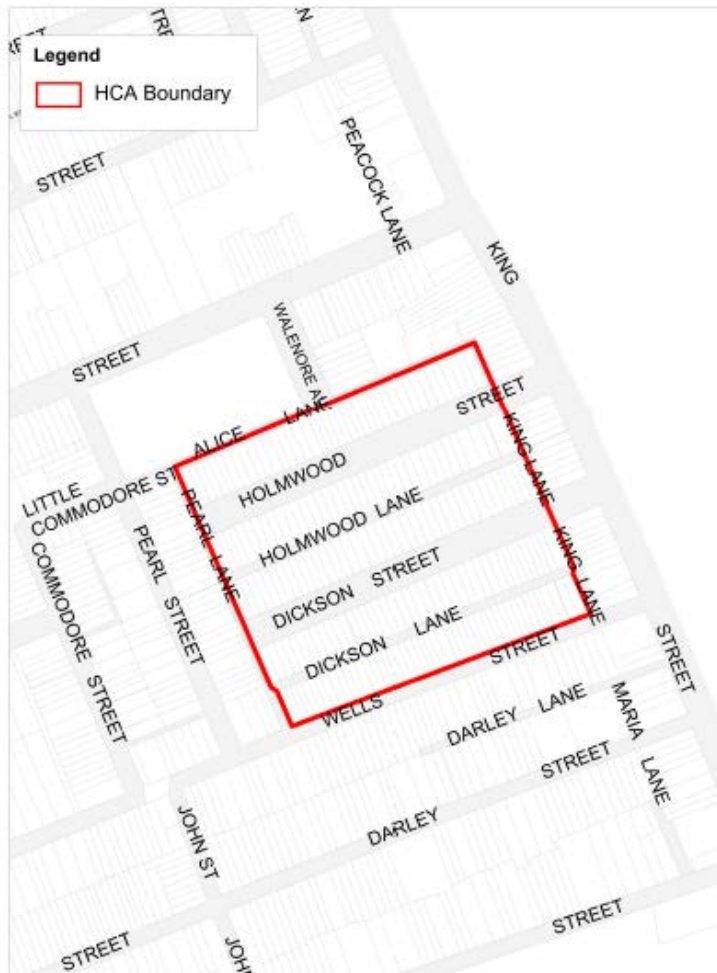 Legend
HCA Boundary
STREET
PEACOCK LANE
KING
WALENORE
STREET
ALICE LANE
STREET
LITTLE
COMMODORE ST
HOLMWOOD
KING LANE
PEARL LANE
HOLMWOOD LANE
COMMODORE STREET
PEARL STREET
DICKSON STREET
KING LANE
DICKSON LANE
STREET
STREET
WELLS
DARLEY LANE
MARIA LANE
STREET
JOHN ST
DARLEY
STREET
STREET